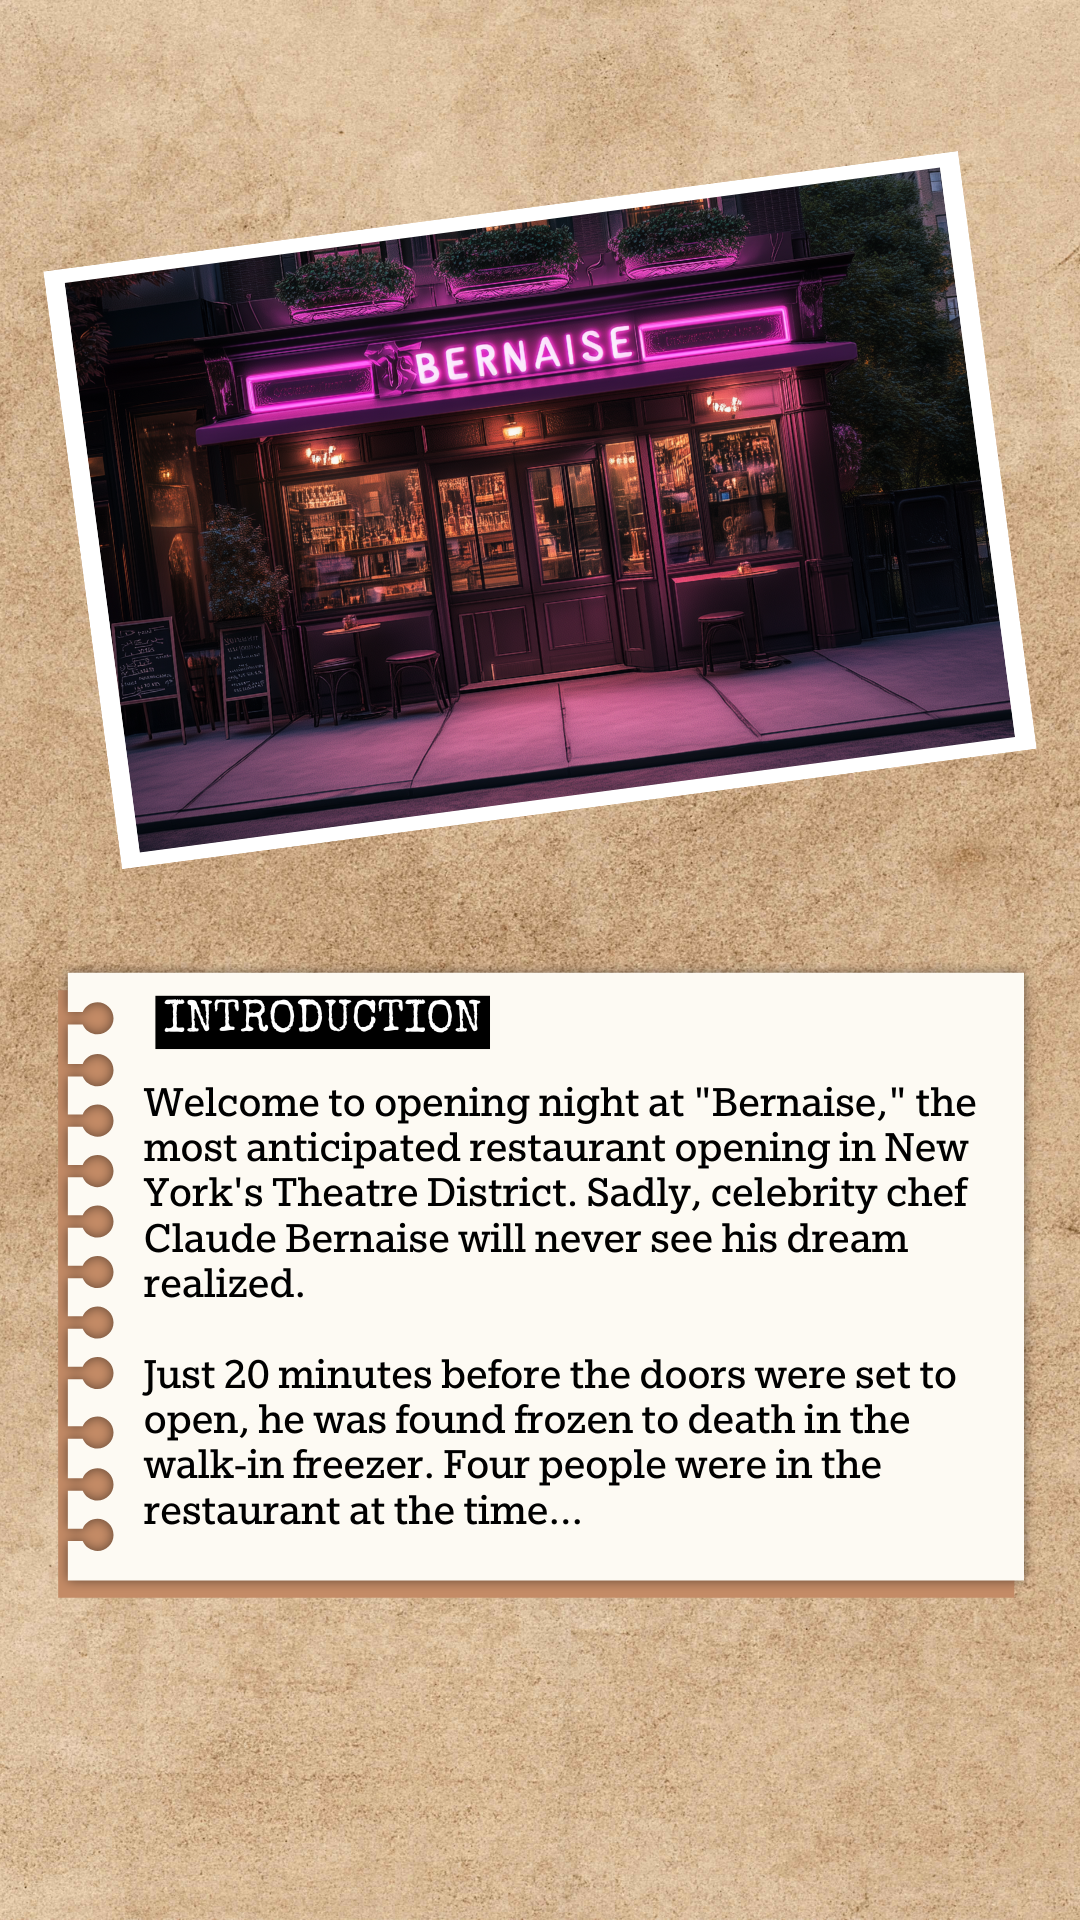 BERNAISE
INTRODUCTION
Welcome to opening night at "Bernaise," the
most anticipated restaurant opening in New
York's Theatre District. Sadly, celebrity chef
Claude Bernaise will never see his dream
realized.
Just 20 minutes before the doors were set to
open, he was found frozen to death in the
walk-in freezer. Four people were in the
restaurant at the time...